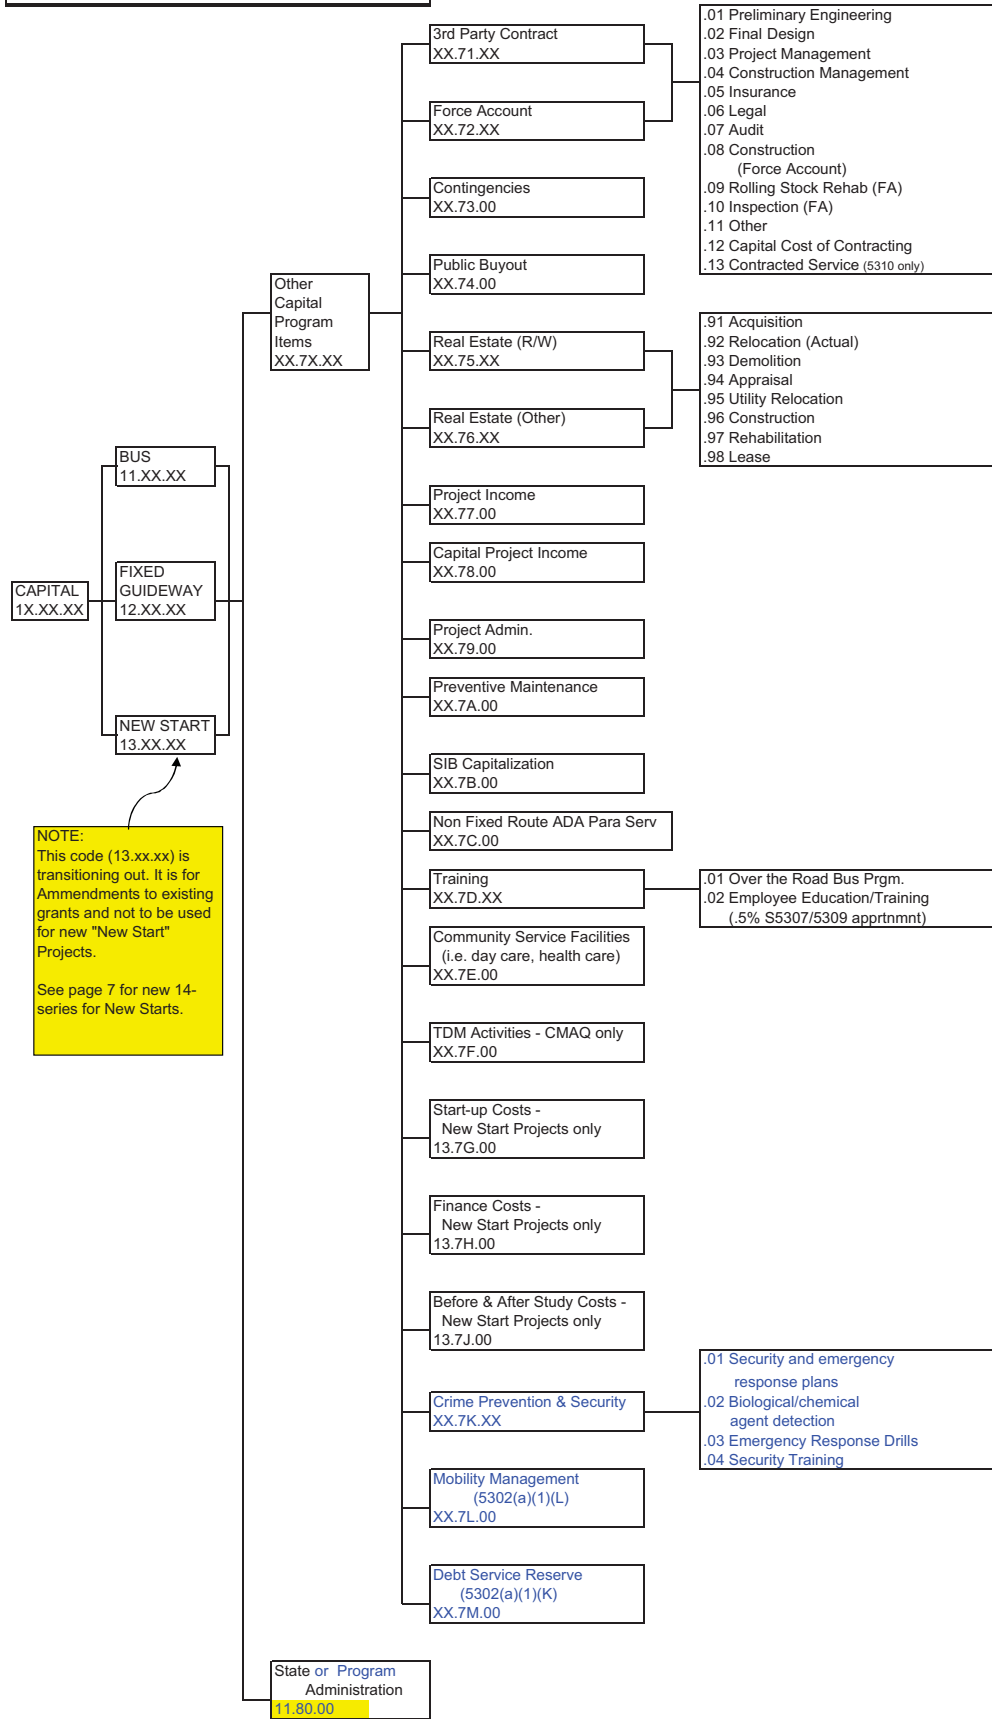 CAPITAL
1X.XX.XX
BUS
11.XX.XX
FIXED
GUIDEWAY
12.XX.XX
NEW START
13.XX.XX
NOTE:
This code (13.xx.xx) is
transitioning out. It is for
Ammendments to existing
grants and not to be used
for new "New Start"
Projects.
See page 7 for new 14-
series for New Starts.
Other
Capital
Program
Items
XX.7X.XX
3rd Party Contract
XX.71.XX
Force Account
XX.72.XX
Contingencies
XX.73.00
Public Buyout
XX.74.00
Real Estate (R/W)
XX.75.XX
Real Estate (Other)
XX.76.XX
Project Income
XX.77.00
Capital Project Income
XX.78.00
Project Admin.
XX.79.00
Preventive Maintenance
XX.7A.00
SIB Capitalization
XX.7B.00
Non Fixed Route ADA Para Serv
XX.7C.00
Training
XX.7D.XX
Community Service Facilities
(i.e. day care, health care)
XX.7E.00
TDM Activities - CMAQ only
XX.7F.00
Start-up Costs -
New Start Projects only
13.7G.00
Finance Costs -
New Start Projects only
13.7H.00
Before & After Study Costs -
New Start Projects only
13.7J.00
Crime Prevention & Security
XX.7K.XX
Mobility Management
(5302(a)(1)(L)
XX.7L.00
Debt Service Reserve
(5302(a)(1)(K)
XX.7M.00
State or Program
Administration
11.80.00
.01 Preliminary Engineering
.02 Final Design
.03 Project Management
.04 Construction Management
.05 Insurance
.06 Legal
.07 Audit
.08 Construction
(Force Account)
.09 Rolling Stock Rehab (FA)
.10 Inspection (FA)
.11 Other
.12 Capital Cost of Contracting
.13 Contracted Service (5310 only)
.91 Acquisition
.92 Relocation (Actual)
.93 Demolition
.94 Appraisal
.95 Utility Relocation
.96 Construction
.97 Rehabilitation
.98 Lease
.01 Over the Road Bus Prgm.
.02 Employee Education/Training
(.5% S5307/5309 apprtnmnt)
.01 Security and emergency
response plans
.02 Biological/chemical
agent detection
.03 Emergency Response Drills
.04 Security Training